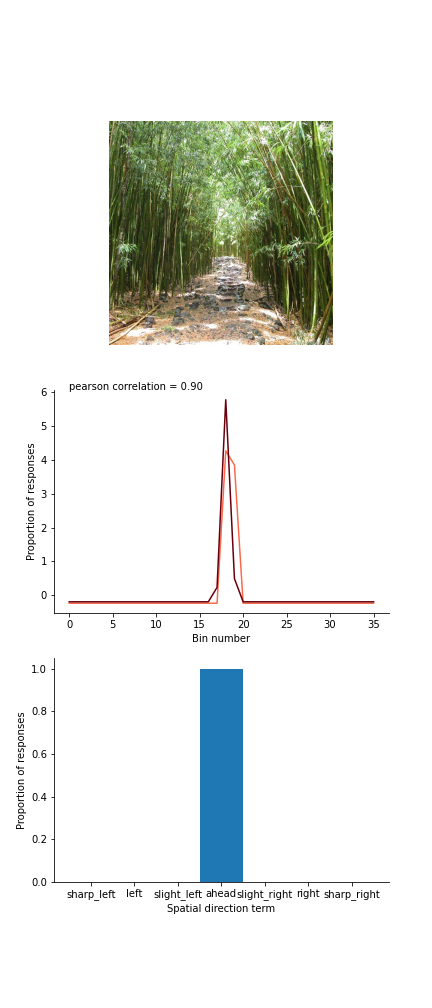 pearson correlation = 0.90
6
5
4
3
2
1
0
Proportion of responses
0 5 10 15 20 25 30 35
Bin number
1.0
0.8
0.6
0.4
0.2
0.0
Proportion of responses
sharp_left left slight_left ahead slight_right right sharp_right
Spatial direction term